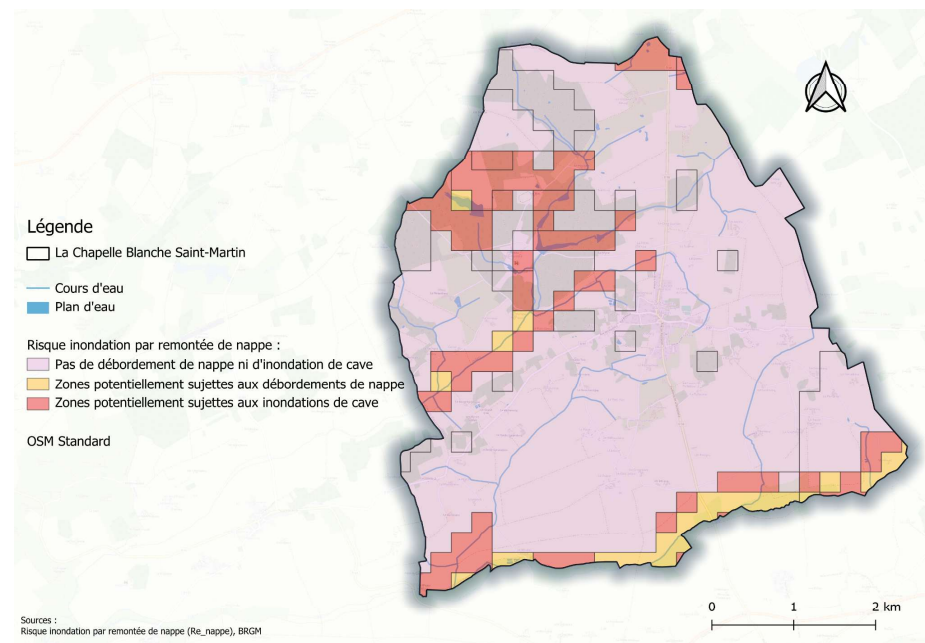 Légende
La Chapelle Blanche Saint-Martin
Cours d'eau
Plan d'eau
Risque inondation par remontée de nappe :
Pas de débordement de nappe ni d'inondation de cave
Zones potentiellement sujettes aux débordements de nappe
Zones potentiellement sujettes aux inondations de cave
OSM Standard
Sources :
Risque inondation par remontée de nappe (Re_nappe), BRGM
0 1 2 km